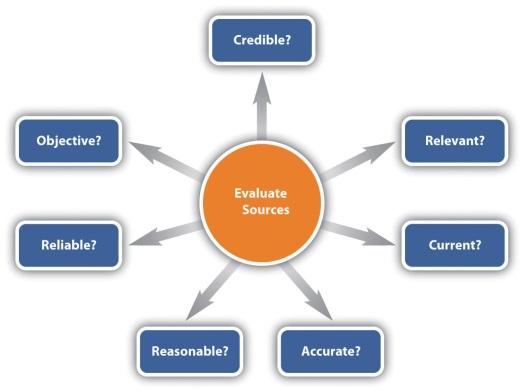 Credible?
Objective?
Relevant?
Evaluate
Sources
Reliable?
Current?
Reasonable?
Accurate?